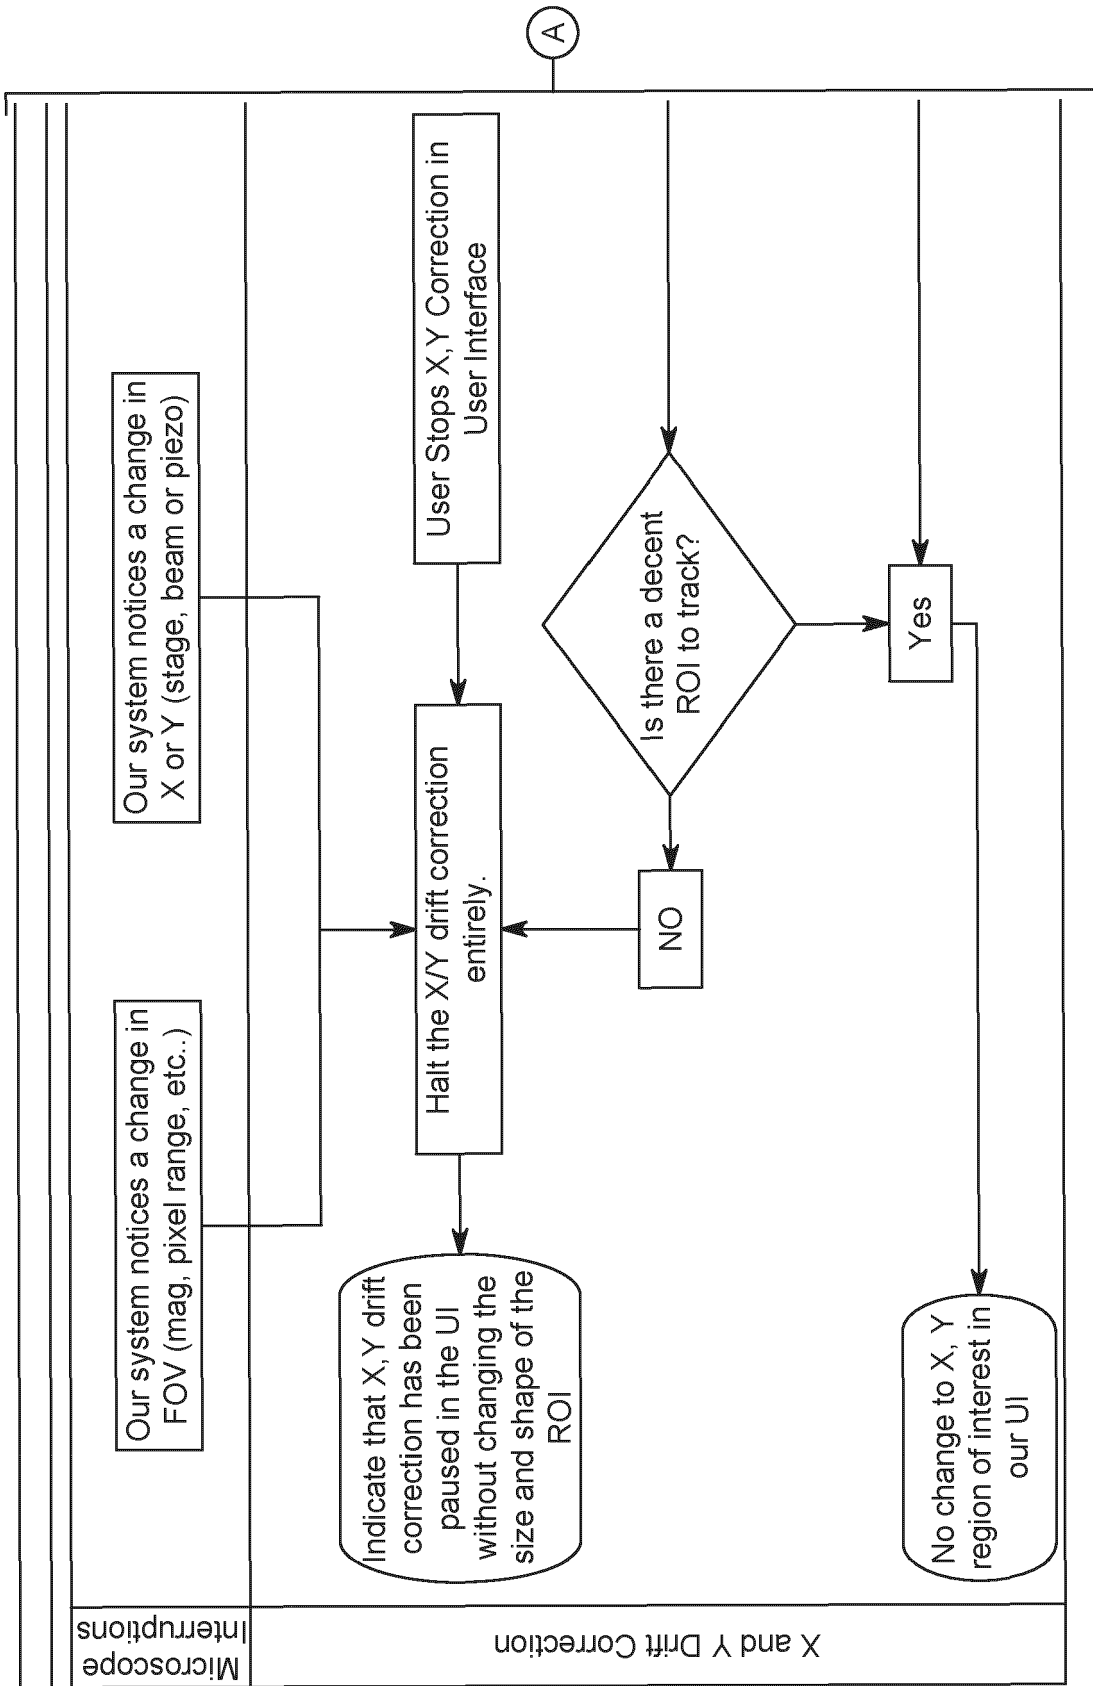 A
Microscope
Interruptions
Our system notices a change in
FOV (mag, pixel range, etc..)
Our system notices a change in
X or Y (stage, beam or piezo)
X and Y Drift Correction
Indicate that X,Y drift
correction has been
paused in the UI
without changing the
size and shape of the
ROI
Halt the X/Y drift correction
entirely.
User Stops X,Y Correction in
User Interface
NO
Is there a decent
ROI to track?
Yes
No change to X, Y
region of interest in
our UI